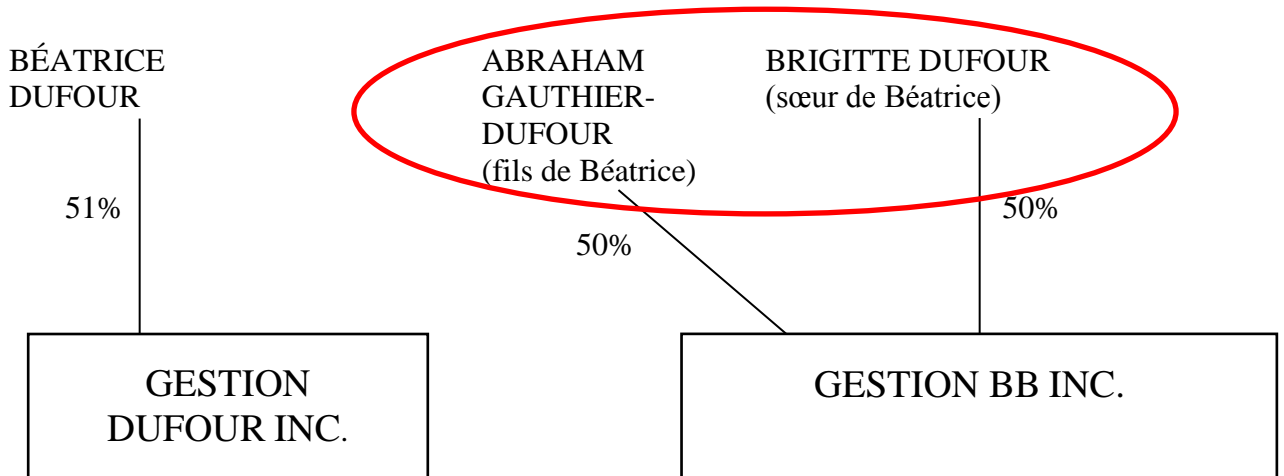 BÉATRICE
DUFOUR
ABRAHAM
GAUTHIER-
DUFOUR
(fils de Béatrice)
BRIGITTE DUFOUR
(sœur de Béatrice)
51%
50%
50%
GESTION
DUFOUR INC.
GESTION BB INC.